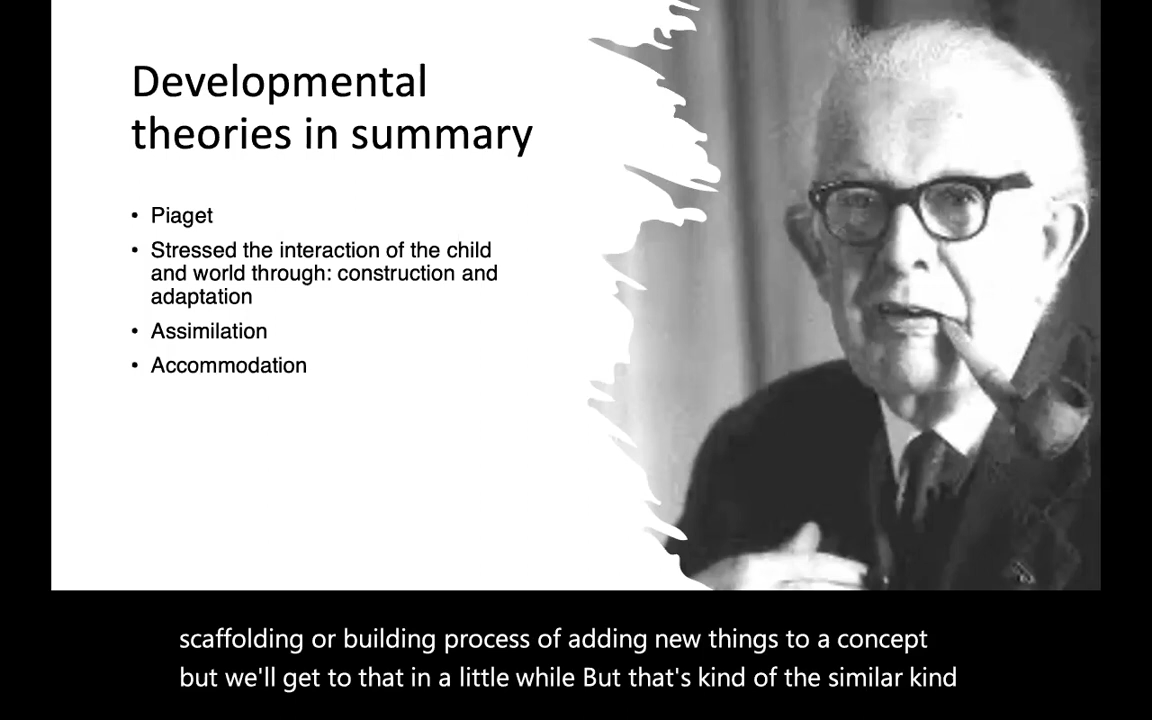 Developmental
theories in summary
• Piaget
• Stressed the interaction of the child
and world through: construction and
adaptation
• Assimilation
• Accommodation
scaffolding or building process of adding new things to a concept
but we'll get to that in a little while But that's kind of the similar kind